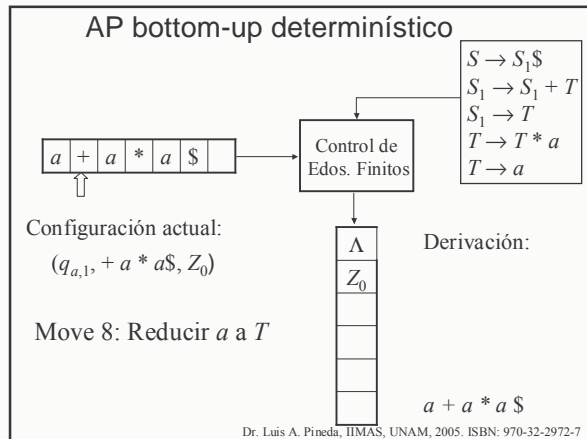 AP bottom-up determinístico
S → S₁$
S₁ → S₁ + T
S₁ → T
T → T * a
T → a
a + a * a $
Control de
Edos. Finitos
Configuración actual:
(qₐ,₁, + a * a$, Z₀)
Λ
Z₀
Derivación:
Move 8: Reducir a a T
a + a * a $
Dr. Luis A. Pineda, IIMAS, UNAM, 2005. ISBN: 970-32-2972-7